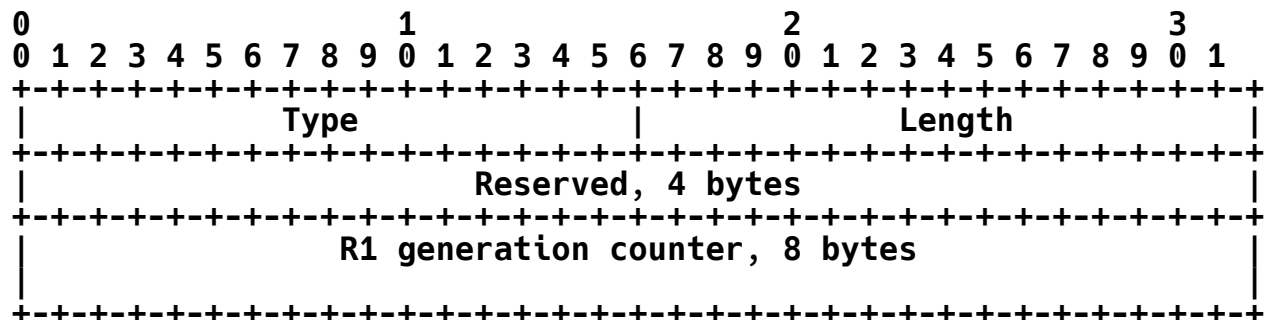 0                   1                   2                   3
0 1 2 3 4 5 6 7 8 9 0 1 2 3 4 5 6 7 8 9 0 1 2 3 4 5 6 7 8 9 0 1
+-+-+-+-+-+-+-+-+-+-+-+-+-+-+-+-+-+-+-+-+-+-+-+-+-+-+-+-+-+-+-+-+
|             Type              |             Length            |
+-+-+-+-+-+-+-+-+-+-+-+-+-+-+-+-+-+-+-+-+-+-+-+-+-+-+-+-+-+-+-+-+
|                       Reserved, 4 bytes                       |
+-+-+-+-+-+-+-+-+-+-+-+-+-+-+-+-+-+-+-+-+-+-+-+-+-+-+-+-+-+-+-+-+
|                R1 generation counter, 8 bytes                 |
|                                                               |
+-+-+-+-+-+-+-+-+-+-+-+-+-+-+-+-+-+-+-+-+-+-+-+-+-+-+-+-+-+-+-+-+